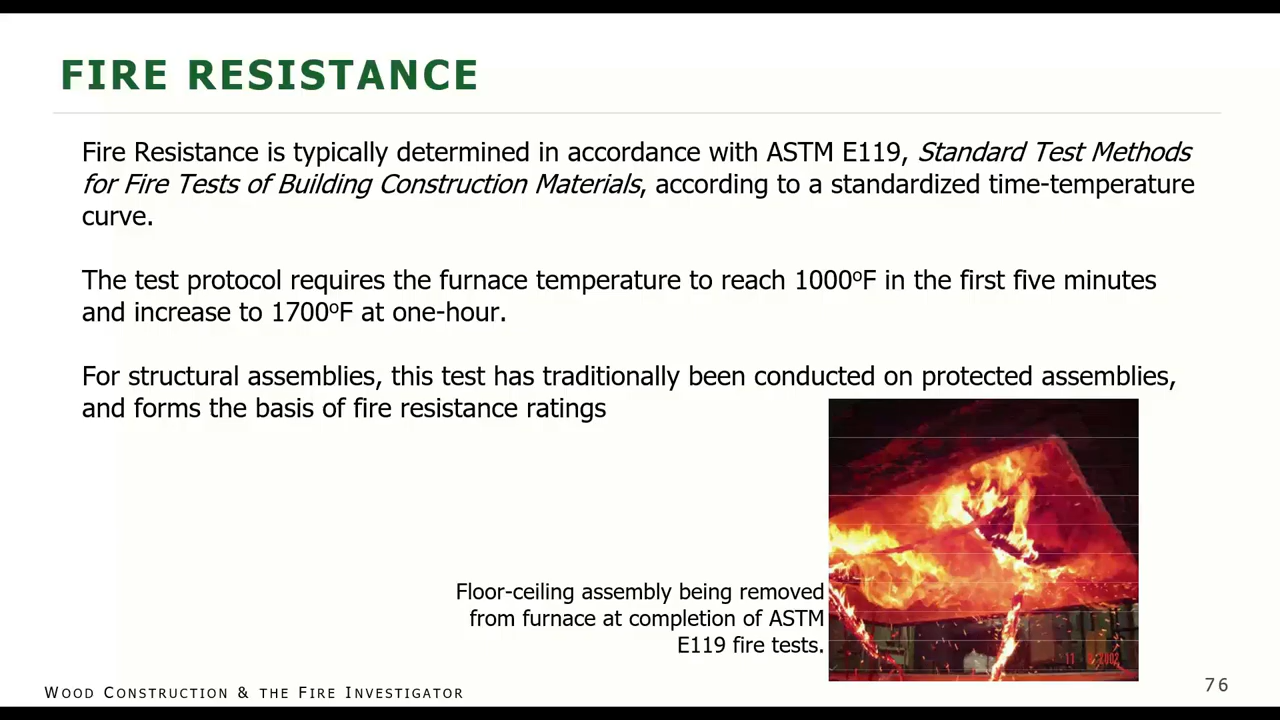 FIRE RESISTANCE
Fire Resistance is typically determined in accordance with ASTM E119, Standard Test Methods
for Fire Tests of Building Construction Materials, according to a standardized time-temperature
curve.
The test protocol requires the furnace temperature to reach 1000ºF in the first five minutes
and increase to 1700ºF at one-hour.
For structural assemblies, this test has traditionally been conducted on protected assemblies,
and forms the basis of fire resistance ratings
Floor-ceiling assembly being removed
from furnace at completion of ASTM
E119 fire tests.
WOOD CONSTRUCTION & THE FIRE INVESTIGATOR
76